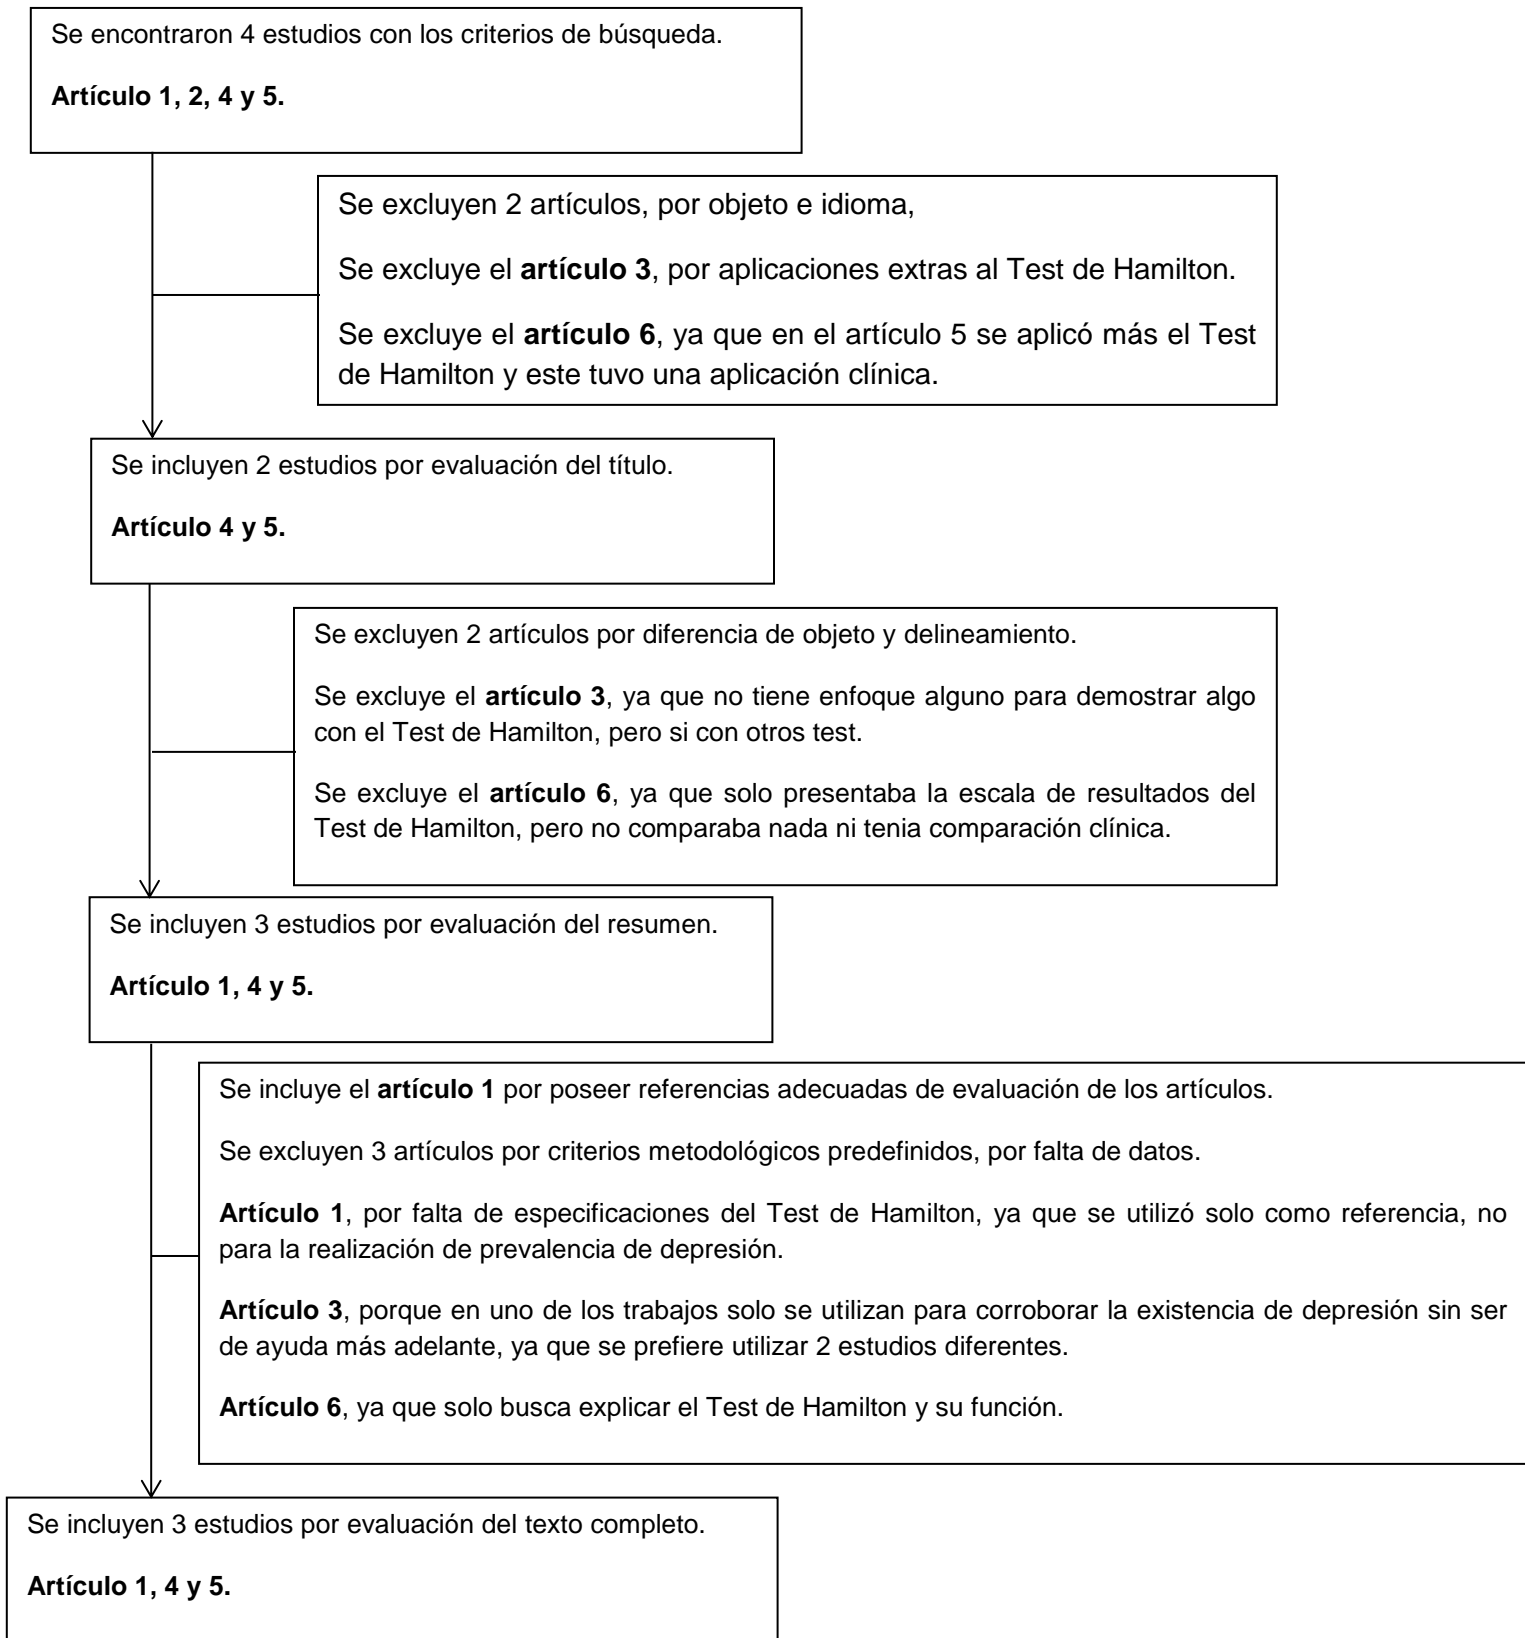 Se encontraron 4 estudios con los criterios de búsqueda.
Artículo 1, 2, 4 y 5.
Se excluyen 2 artículos, por objeto e idioma,
Se excluye el artículo 3, por aplicaciones extras al Test de Hamilton.
Se excluye el artículo 6, ya que en el artículo 5 se aplicó más el Test
de Hamilton y este tuvo una aplicación clínica.
Se incluyen 2 estudios por evaluación del título.
Artículo 4 y 5.
Se excluyen 2 artículos por diferencia de objeto y delineamiento.
Se excluye el artículo 3, ya que no tiene enfoque alguno para demostrar algo
con el Test de Hamilton, pero si con otros test.
Se excluye el artículo 6, ya que solo presentaba la escala de resultados del
Test de Hamilton, pero no comparaba nada ni tenia comparación clínica.
Se incluyen 3 estudios por evaluación del resumen.
Artículo 1, 4 y 5.
Se incluye el artículo 1 por poseer referencias adecuadas de evaluación de los artículos.
Se excluyen 3 artículos por criterios metodológicos predefinidos, por falta de datos.
Artículo 1, por falta de especificaciones del Test de Hamilton, ya que se utilizó solo como referencia, no
para la realización de prevalencia de depresión.
Artículo 3, porque en uno de los trabajos solo se utilizan para corroborar la existencia de depresión sin ser
de ayuda más adelante, ya que se prefiere utilizar 2 estudios diferentes.
Artículo 6, ya que solo busca explicar el Test de Hamilton y su función.
Se incluyen 3 estudios por evaluación del texto completo.
Artículo 1, 4 y 5.